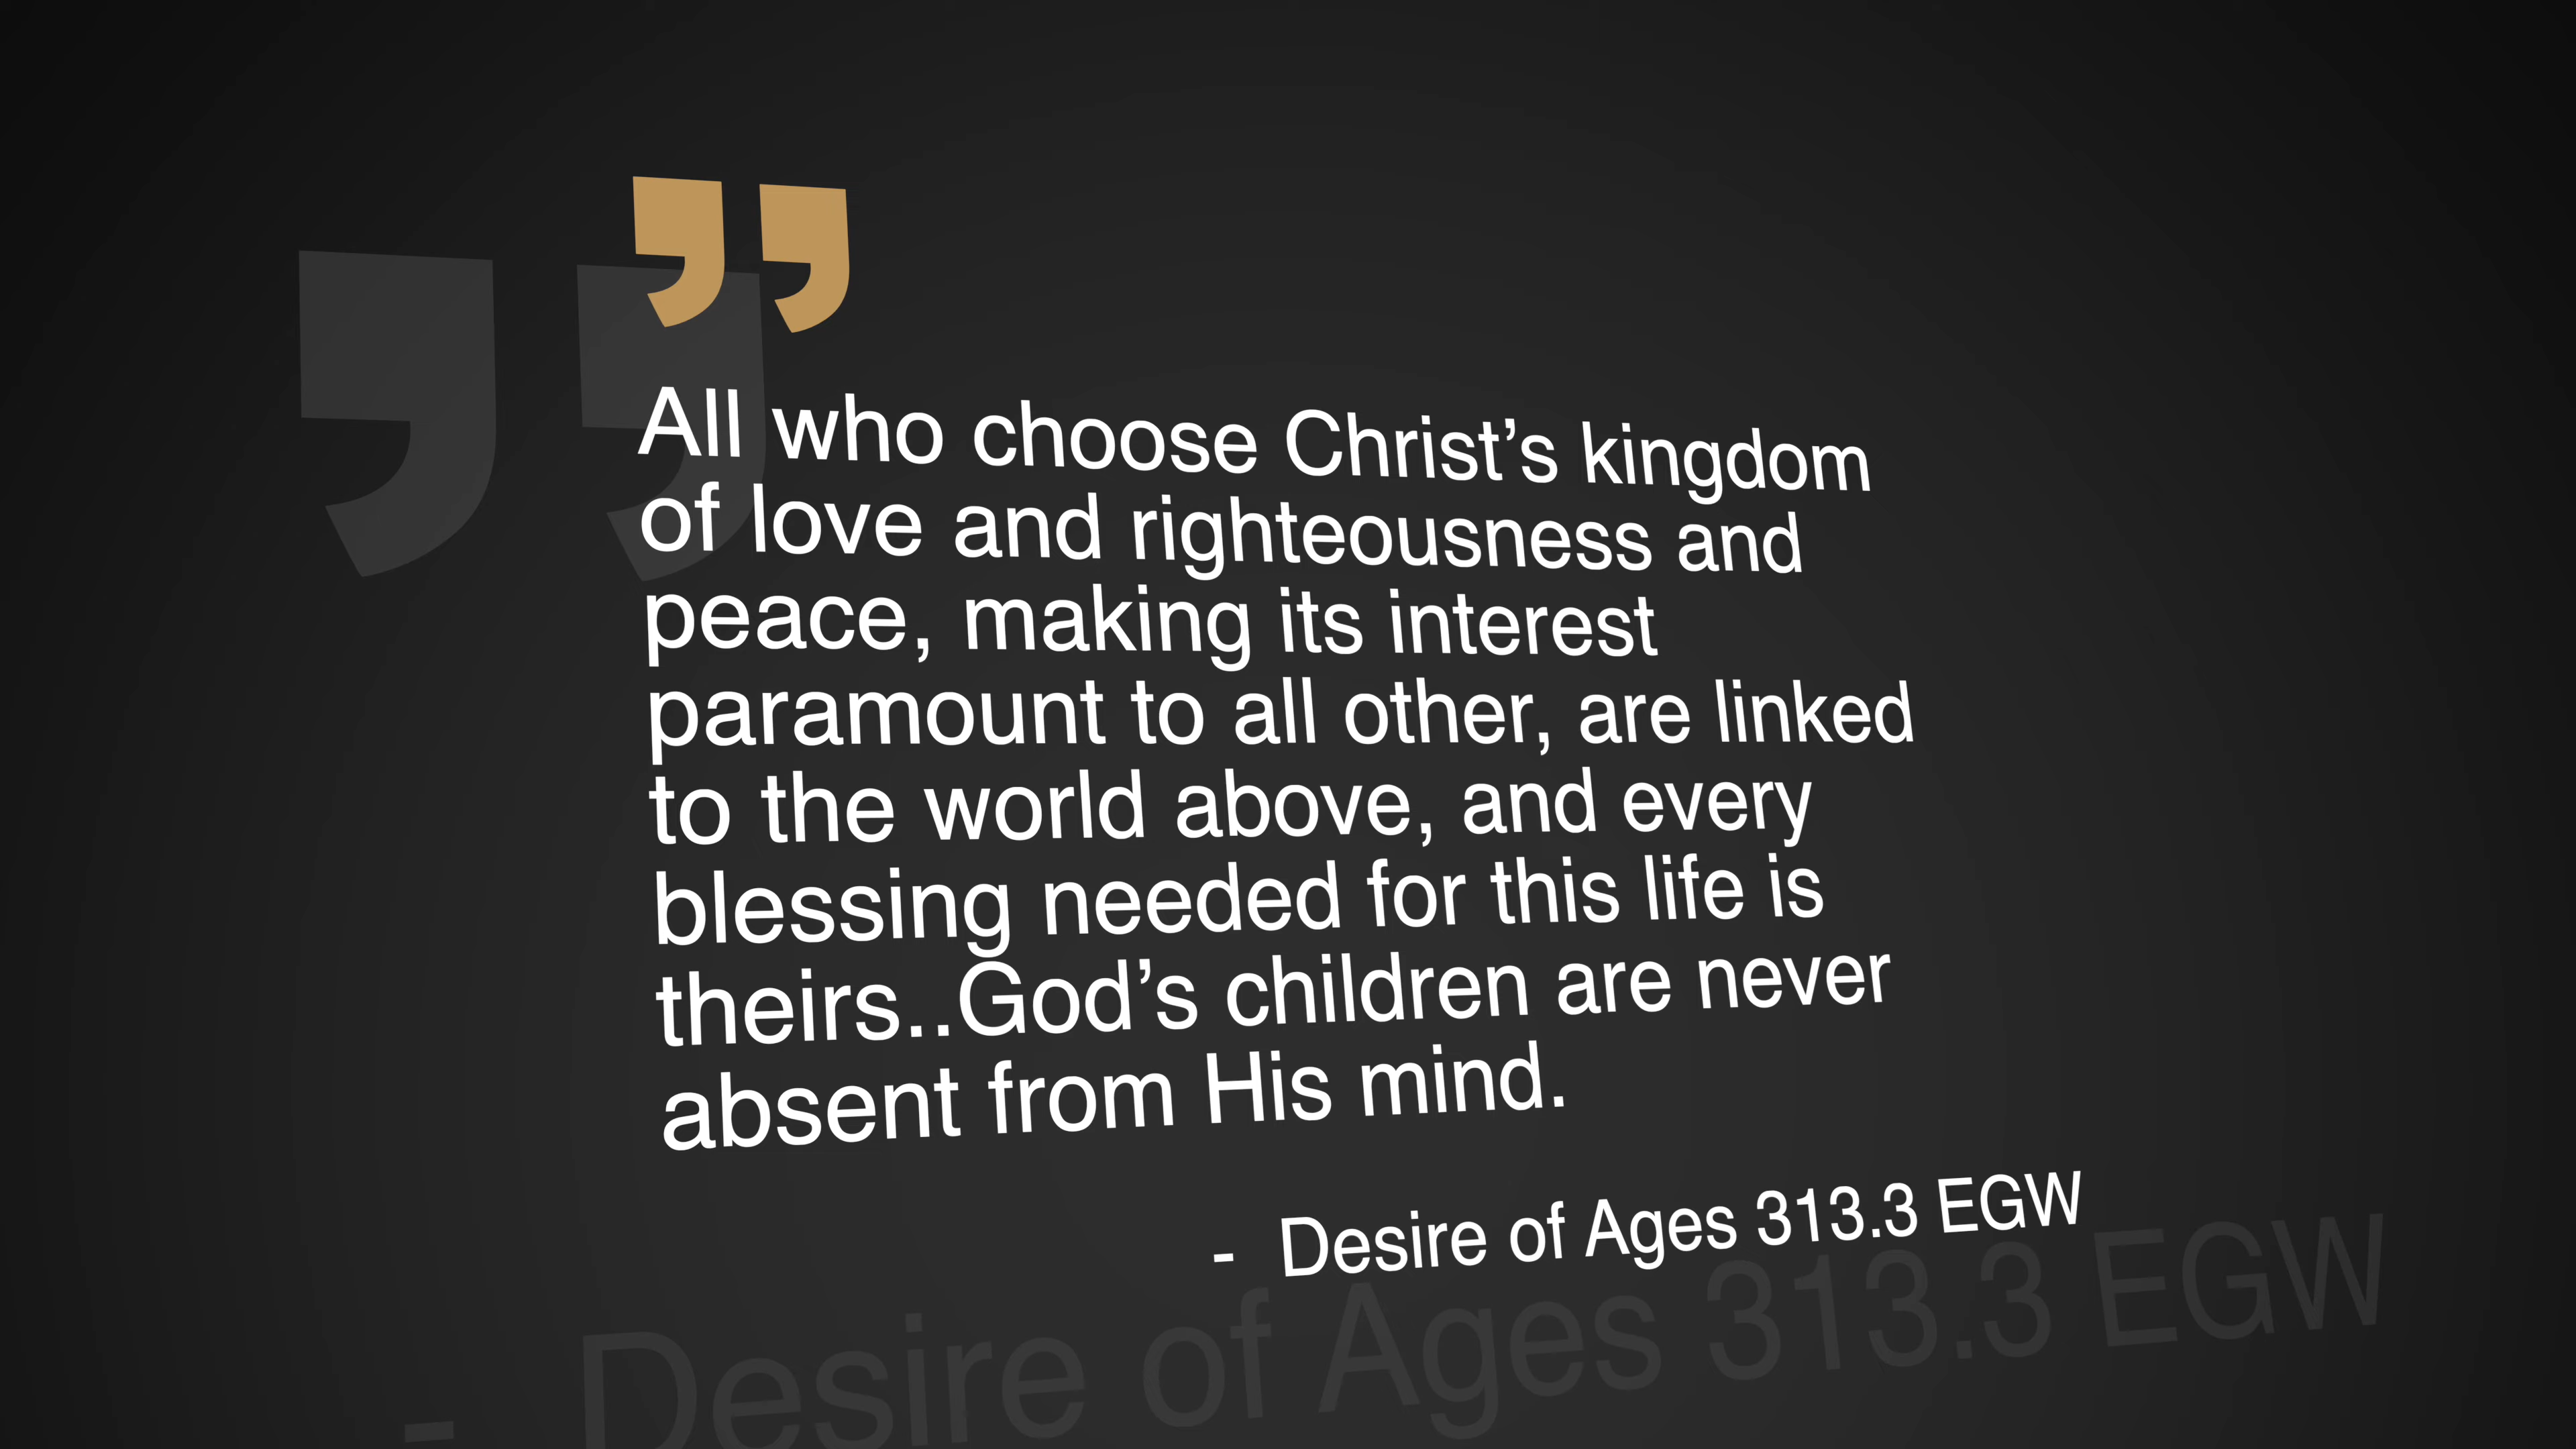 ”
All who choose Christ’s kingdom
of love and righteousness and
peace, making its interest
paramount to all other, are linked
to the world above, and every
blessing needed for this life is
theirs..God’s children are never
absent from His mind.
- Desire of Ages 313.3 EGW
- Desire of Ages 313.3 EGW